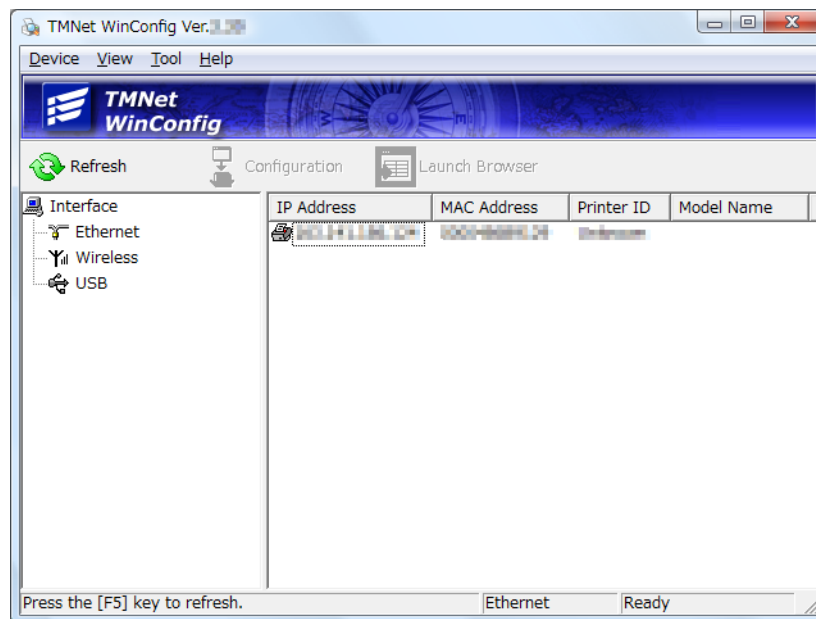 TMNet WinConfig Ver.
Device View Tool Help
TMNet
WinConfig
W E
Refresh Configuration Launch Browser
Interface
Ethernet
Wireless
USB
IP Address MAC Address Printer ID Model Name
Press the [F5] key to refresh. Ethernet Ready